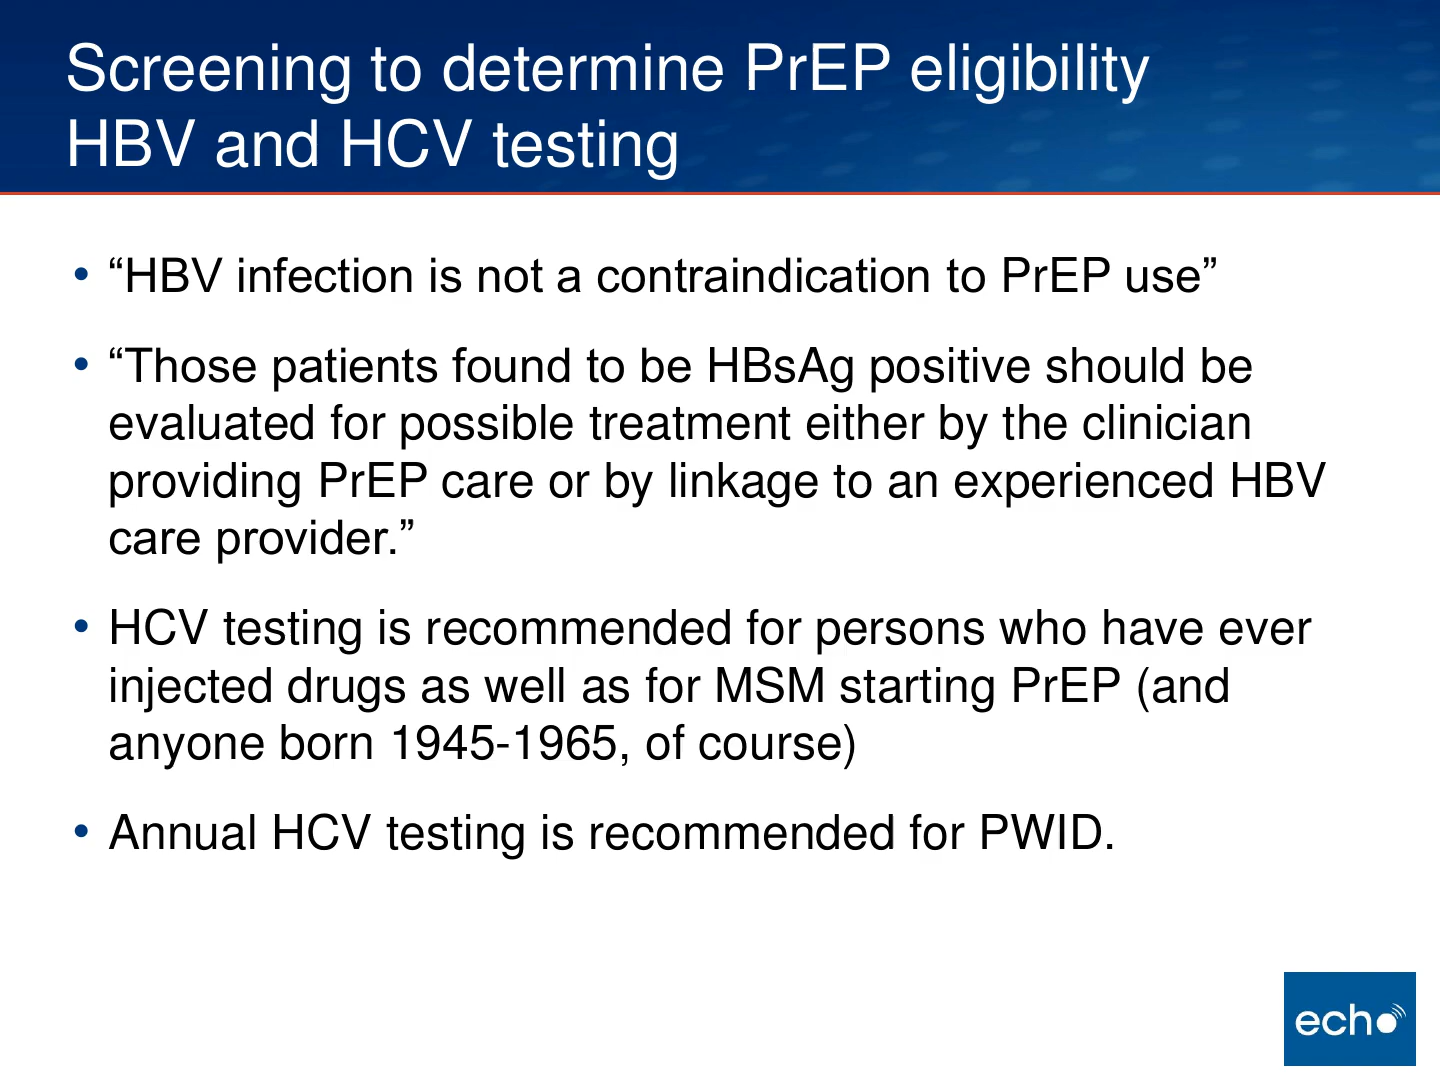 Screening to determine PrEP eligibility
HBV and HCV testing
• “HBV infection is not a contraindication to PrEP use”
• “Those patients found to be HBsAg positive should be
evaluated for possible treatment either by the clinician
providing PrEP care or by linkage to an experienced HBV
care provider.”
• HCV testing is recommended for persons who have ever
injected drugs as well as for MSM starting PrEP (and
anyone born 1945-1965, of course)
• Annual HCV testing is recommended for PWID.
echo